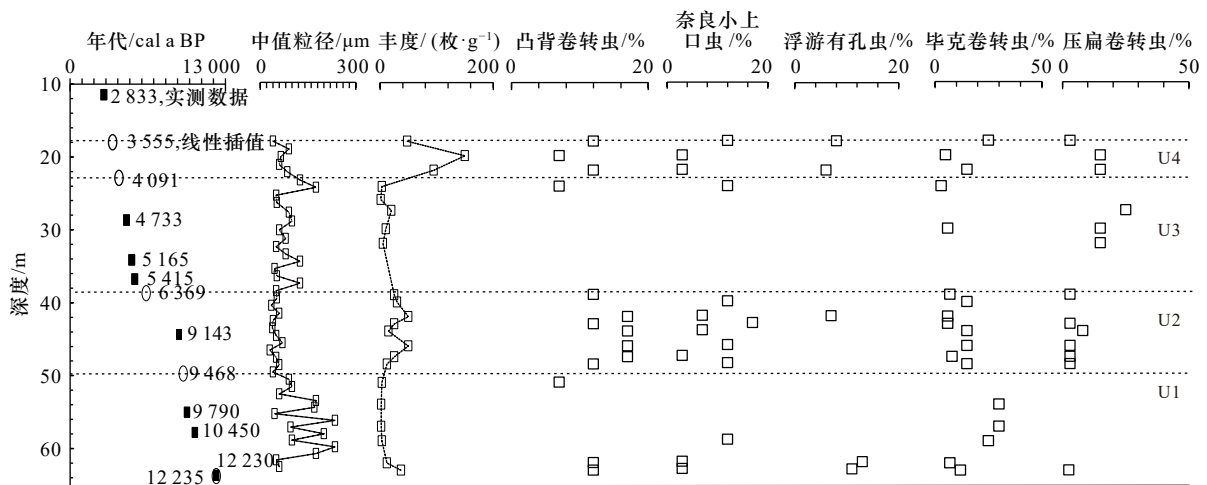 年代/cal a BP
中值粒径/μm
丰度/(枚·g⁻¹)
凸背卷转虫/%
奈良小上
口虫/%
浮游有孔虫/%
毕克卷转虫/%
压扁卷转虫/%
0 13 000
0 300
0 200
0 20
0 20
0 20
0 50
0 50
深度/m
10
20
30
40
50
60
2 833,实测数据
3 555,线性插值
4 091
4 733
5 165
5 415
6 369
9 143
9 468
9 790
10 450
12 230
12 235
U4
U3
U2
U1